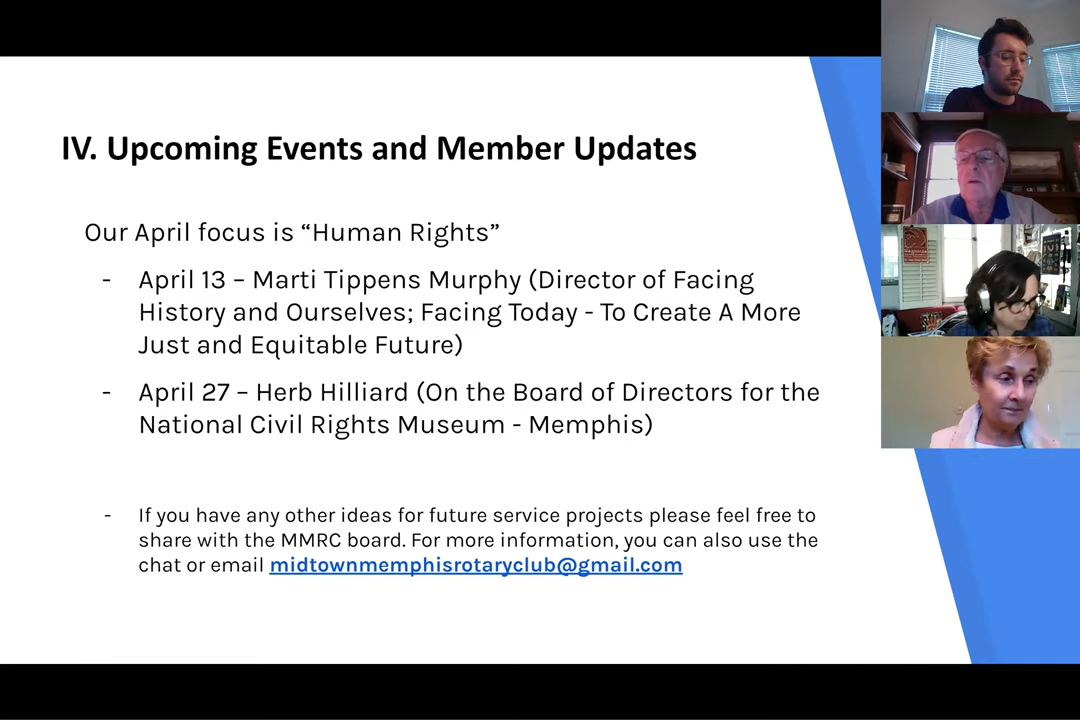 IV. Upcoming Events and Member Updates
Our April focus is “Human Rights”
- April 13 – Marti Tippens Murphy (Director of Facing
History and Ourselves; Facing Today - To Create A More
Just and Equitable Future)
- April 27 – Herb Hilliard (On the Board of Directors for the
National Civil Rights Museum - Memphis)
- If you have any other ideas for future service projects please feel free to
share with the MMRC board. For more information, you can also use the
chat or email midtownmemphisrotaryclub@gmail.com